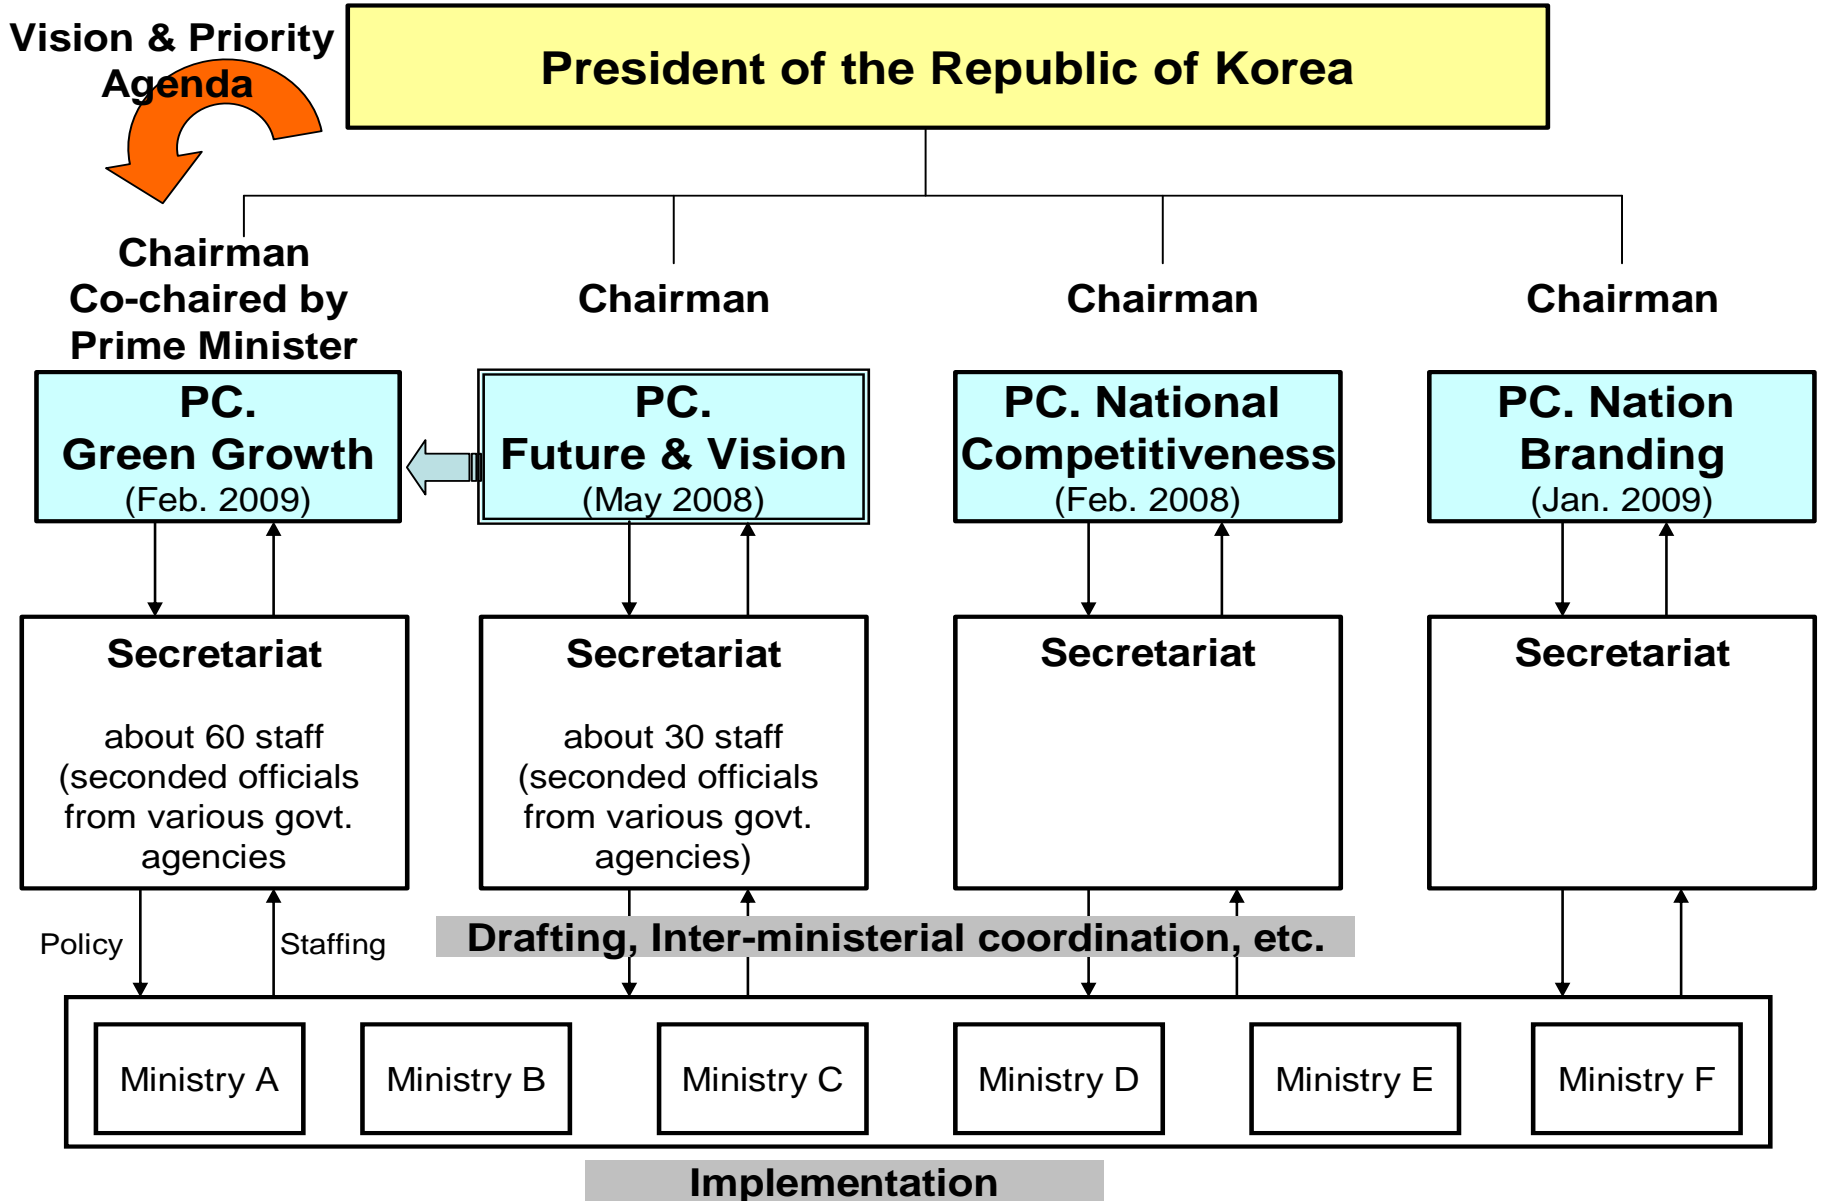 Vision & Priority
Agenda
President of the Republic of Korea
Chairman
Co-chaired by
Prime Minister
Chairman
Chairman
Chairman
PC.
Green Growth
(Feb. 2009)
PC.
Future & Vision
(May 2008)
PC. National
Competitiveness
(Feb. 2008)
PC. Nation
Branding
(Jan. 2009)
Secretariat
about 60 staff
(seconded officials
from various govt.
agencies
Secretariat
about 30 staff
(seconded officials
from various govt.
agencies)
Secretariat
Secretariat
Policy
Staffing
Drafting, Inter-ministerial coordination, etc.
Ministry A
Ministry B
Ministry C
Ministry D
Ministry E
Ministry F
Implementation